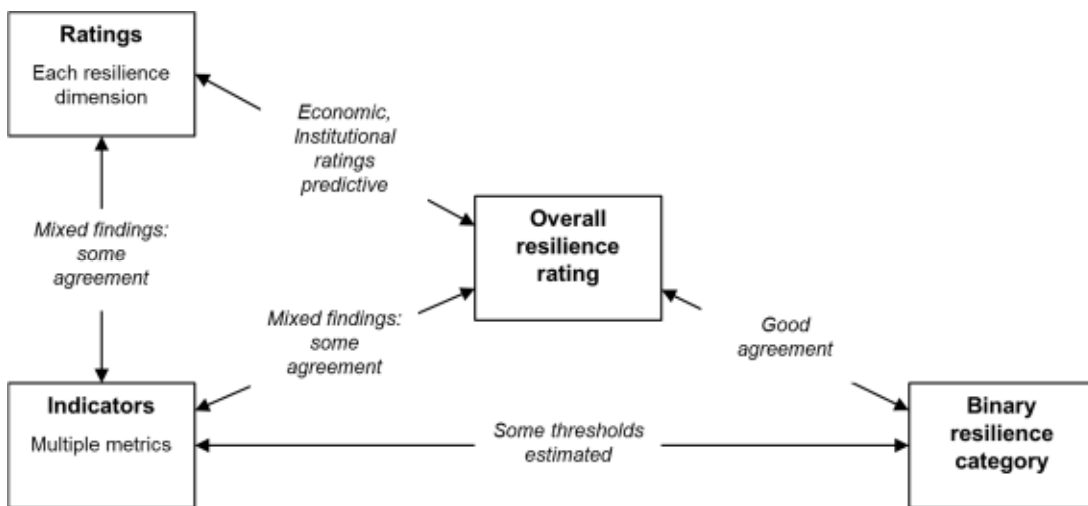 Ratings
Each resilience
dimension
Economic,
Institutional
ratings
predictive
Mixed findings:
some
agreement
Overall
resilience
rating
Mixed findings:
some
agreement
Good
agreement
Indicators
Multiple metrics
Some thresholds
estimated
Binary
resilience
category